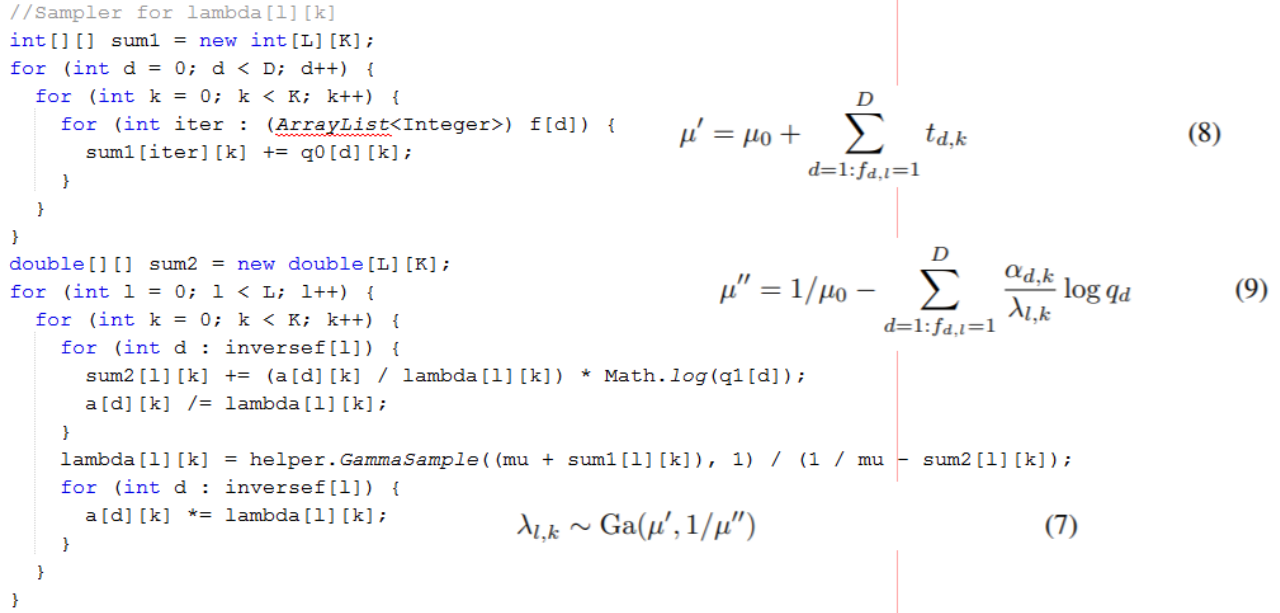 //Sampler for lambda[l][k]
int[][] sum1 = new int[L][K];
for (int d = 0; d < D; d++) {
for (int k = 0; k < K; k++) {
for (int iter : (ArrayList<Integer>) f[d]) {
sum1[iter][k] += q0[d][k];
}
}
}
μ′ = μ₀ + ∑_{d=1:f_{d,l}=1}^{D} t_{d,k} (8)
double[][] sum2 = new double[L][K];
for (int l = 0; l < L; l++) {
for (int k = 0; k < K; k++) {
for (int d : inversef[l]) {
sum2[l][k] += (a[d][k] / lambda[l][k]) * Math.log(q1[d]);
a[d][k] /= lambda[l][k];
}
μ″ = 1/μ₀ − ∑_{d=1:f_{d,l}=1}^{D} α_{d,k}/λ_{l,k} log q_d (9)
lambda[l][k] = helper.GammaSample((mu + sum1[l][k]), 1) / (1 / mu - sum2[l][k]);
for (int d : inversef[l]) {
a[d][k] *= lambda[l][k];
}
}
}
λ_{l,k} ∼ Ga(μ′, 1/μ″) (7)